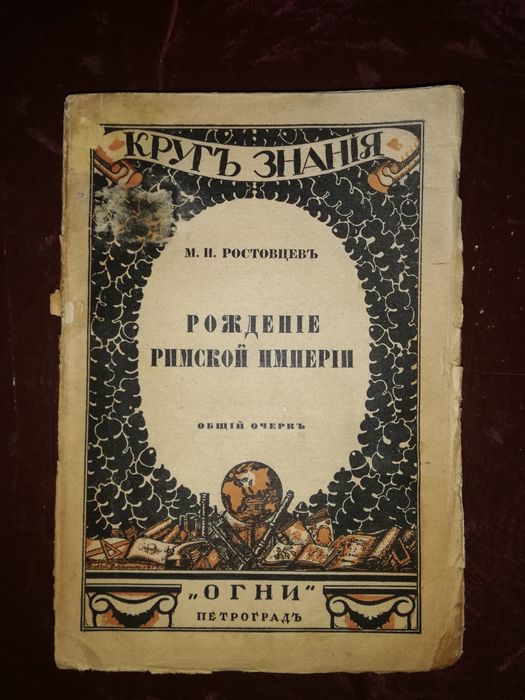 КРУГЪ ЗНАНІЯ
М. И. РОСТОВЦЕВЪ
РОЖДЕНІЕ
РИМСКОЙ ИМПЕРІИ
ОБЩІЙ ОЧЕРКЪ
„ОГНИ“
ПЕТРОГРАДЪ